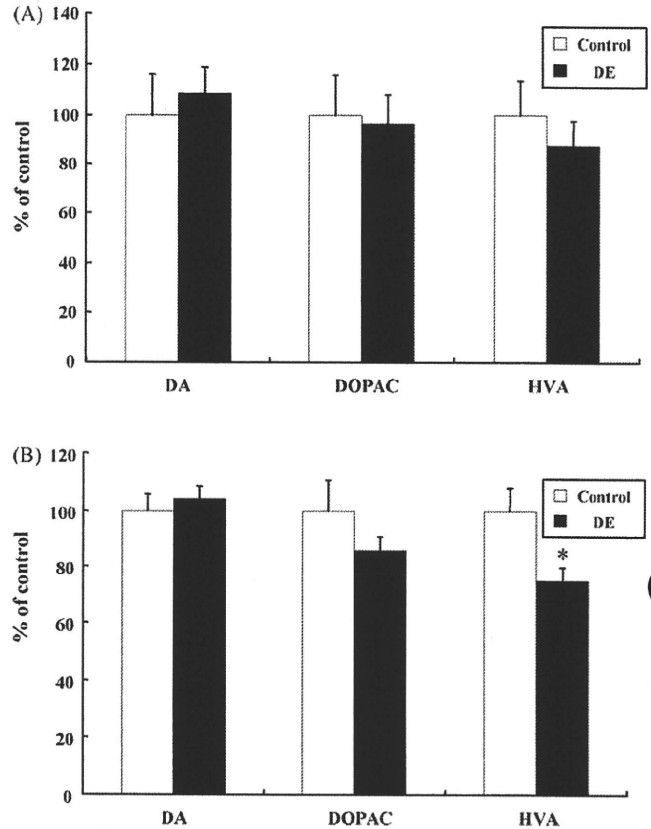 (A)
140
120
100
80
60
40
20
0
% of control
Control
DE
DA DOPAC HVA
(B)
120
100
80
60
40
20
0
% of control
Control
DE
*
DA DOPAC HVA